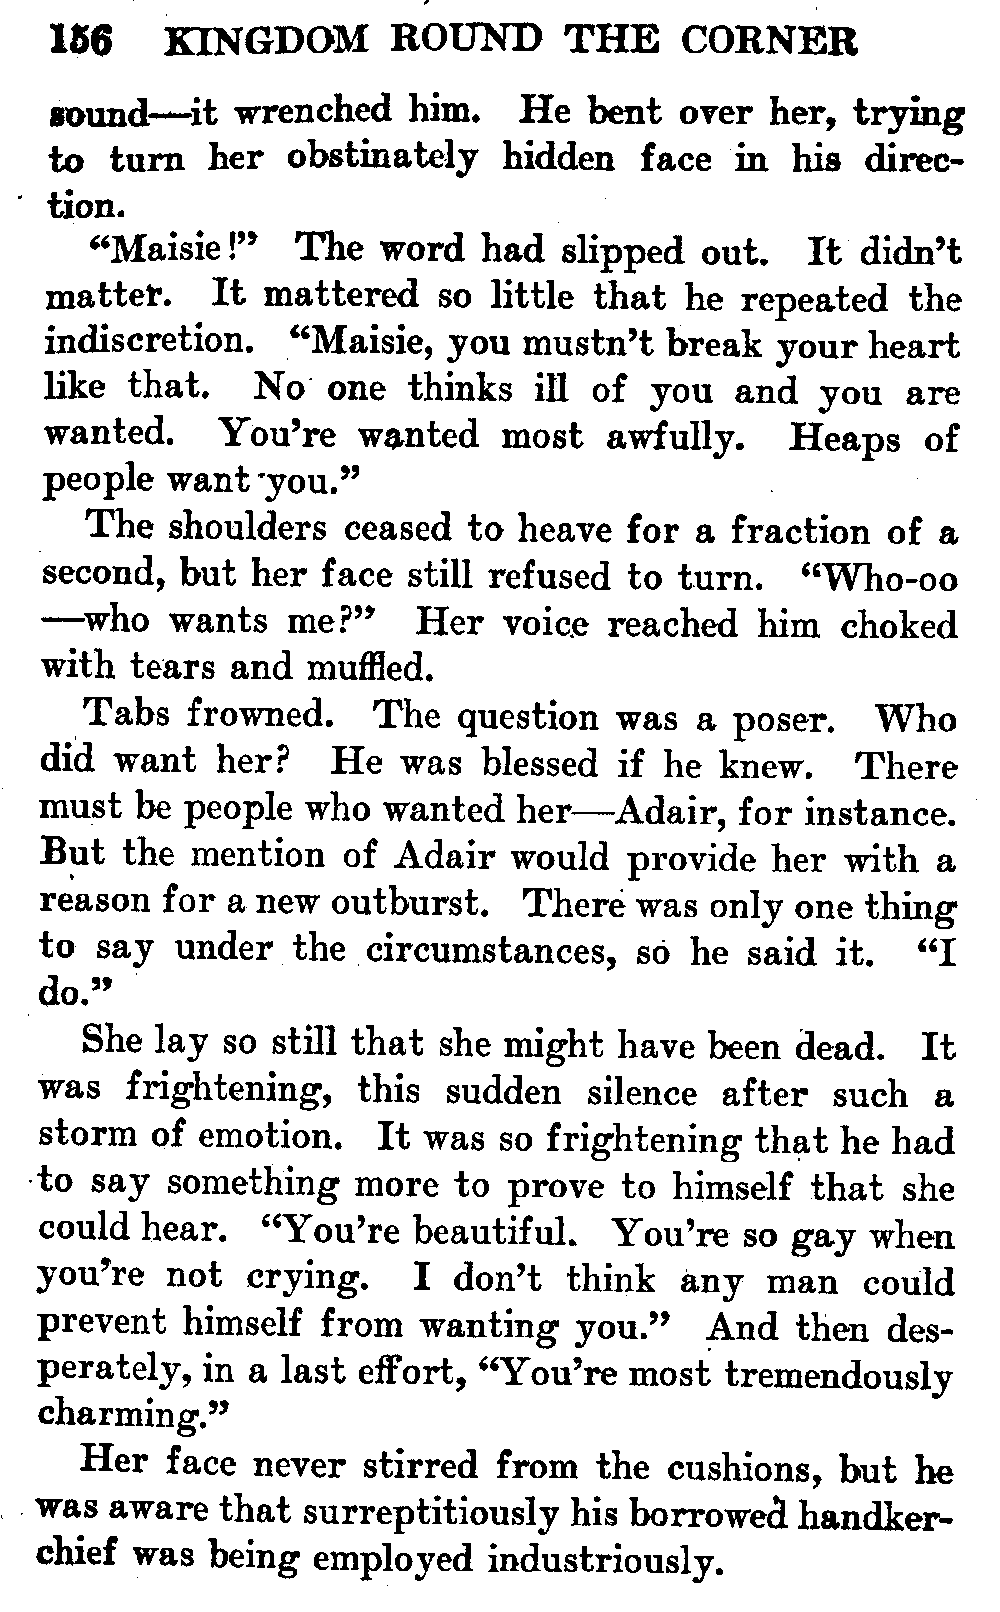 156 KINGDOM ROUND THE CORNER
sound—it wrenched him. He bent over her, trying
to turn her obstinately hidden face in his direc-
tion.
“Maisie!” The word had slipped out. It didn’t
matter. It mattered so little that he repeated the
indiscretion. “Maisie, you mustn’t break your heart
like that. No one thinks ill of you and you are
wanted. You’re wanted most awfully. Heaps of
people want you.”
The shoulders ceased to heave for a fraction of a
second, but her face still refused to turn. “Who-oo
—who wants me?” Her voice reached him choked
with tears and muffled.
Tabs frowned. The question was a poser. Who
did want her? He was blessed if he knew. There
must be people who wanted her—Adair, for instance.
But the mention of Adair would provide her with a
reason for a new outburst. There was only one thing
to say under the circumstances, so he said it. “I
do.”
She lay so still that she might have been dead. It
was frightening, this sudden silence after such a
storm of emotion. It was so frightening that he had
to say something more to prove to himself that she
could hear. “You’re beautiful. You’re so gay when
you’re not crying. I don’t think any man could
prevent himself from wanting you.” And then des-
perately, in a last effort, “You’re most tremendously
charming.”
Her face never stirred from the cushions, but he
was aware that surreptitiously his borrowed handker-
chief was being employed industriously.